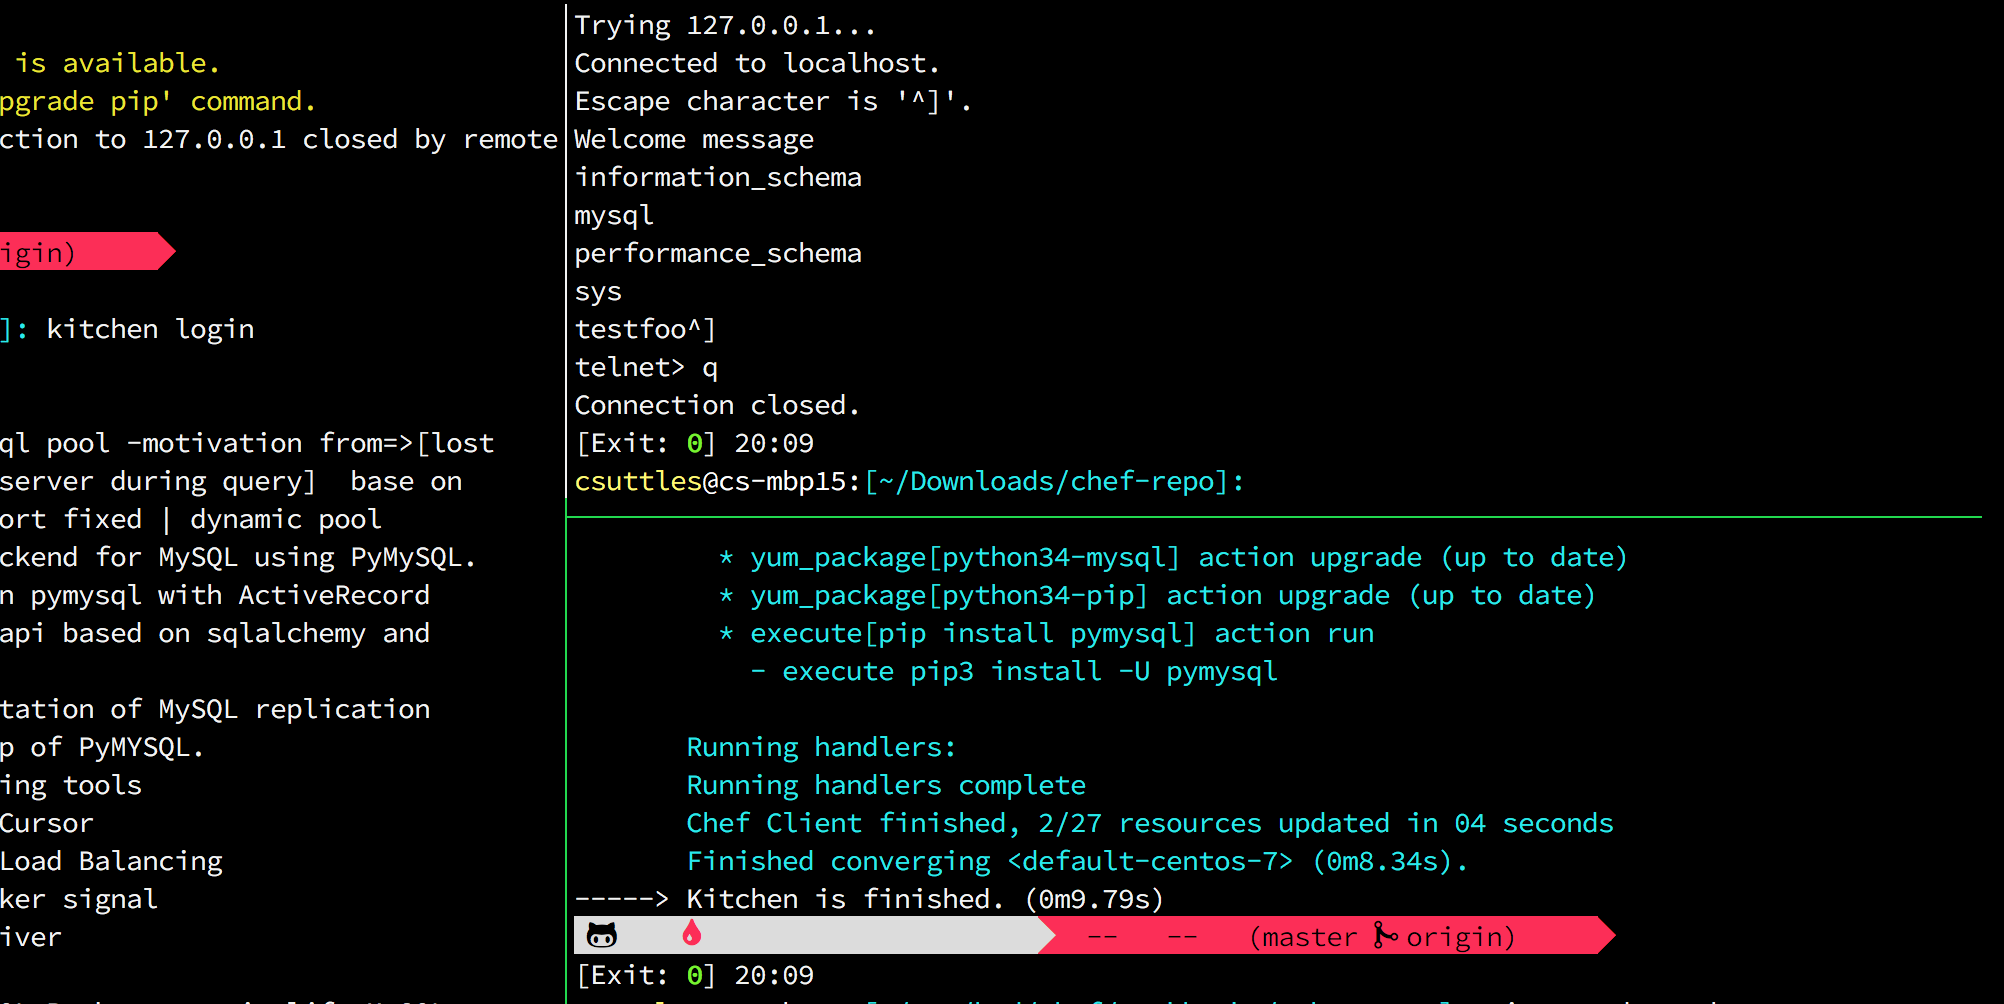 is available.
pgrade pip' command.
ction to 127.0.0.1 closed by remote
igin)
]: kitchen login
ql pool -motivation from=>[lost
server during query]  base on
ort fixed | dynamic pool
ckend for MySQL using PyMySQL.
n pymysql with ActiveRecord
api based on sqlalchemy and
tation of MySQL replication
p of PyMYSQL.
ing tools
Cursor
Load Balancing
ker signal
iver
Trying 127.0.0.1...
Connected to localhost.
Escape character is '^]'.
Welcome message
information_schema
mysql
performance_schema
sys
testfoo^]
telnet> q
Connection closed.
[Exit: 0] 20:09
csuttles@cs-mbp15:[~/Downloads/chef-repo]:
* yum_package[python34-mysql] action upgrade (up to date)
* yum_package[python34-pip] action upgrade (up to date)
* execute[pip install pymysql] action run
- execute pip3 install -U pymysql
Running handlers:
Running handlers complete
Chef Client finished, 2/27 resources updated in 04 seconds
Finished converging <default-centos-7> (0m8.34s).
-----> Kitchen is finished. (0m9.79s)
-- -- (master origin)
[Exit: 0] 20:09